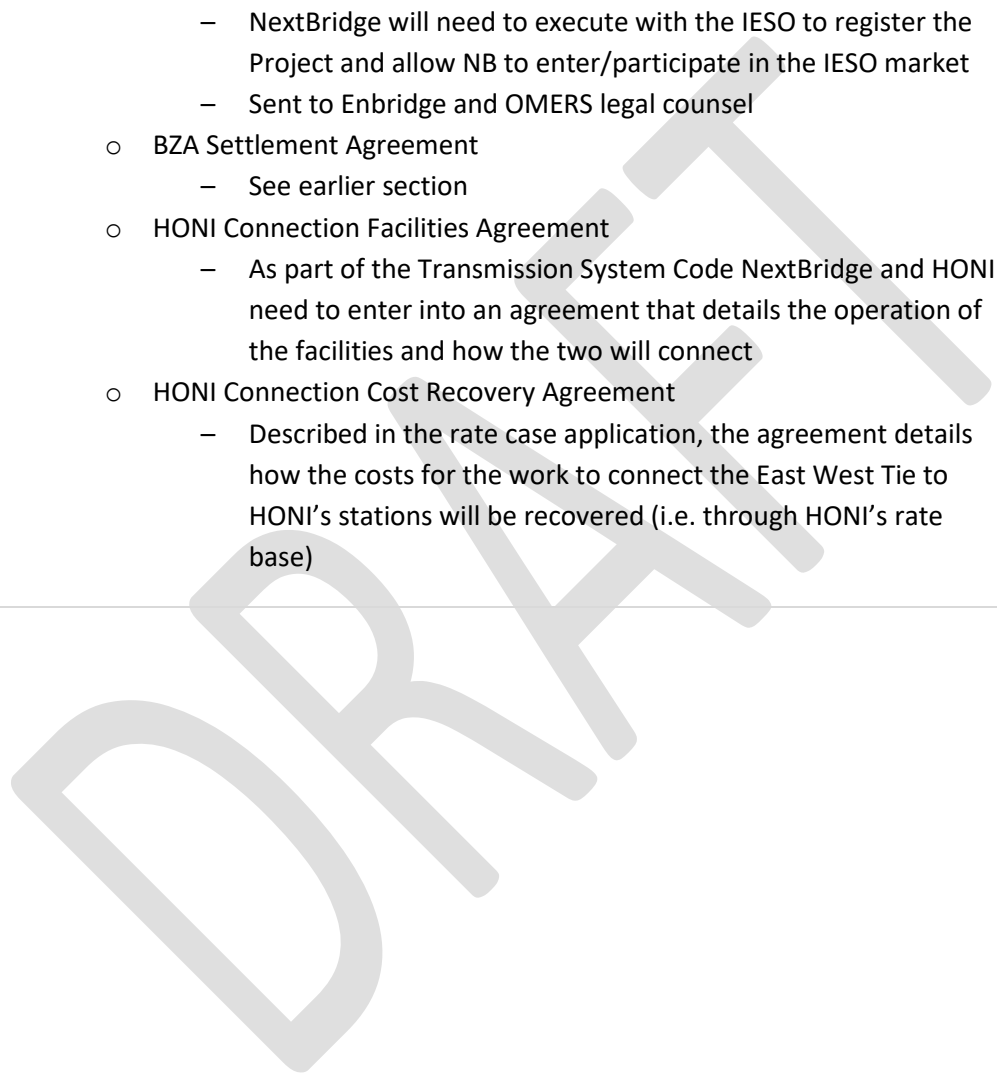 – NextBridge will need to execute with the IESO to register the
Project and allow NB to enter/participate in the IESO market
– Sent to Enbridge and OMERS legal counsel
o BZA Settlement Agreement
– See earlier section
o HONI Connection Facilities Agreement
– As part of the Transmission System Code NextBridge and HONI
need to enter into an agreement that details the operation of
the facilities and how the two will connect
o HONI Connection Cost Recovery Agreement
– Described in the rate case application, the agreement details
how the costs for the work to connect the East West Tie to
HONI’s stations will be recovered (i.e. through HONI’s rate
base)
DRAFT